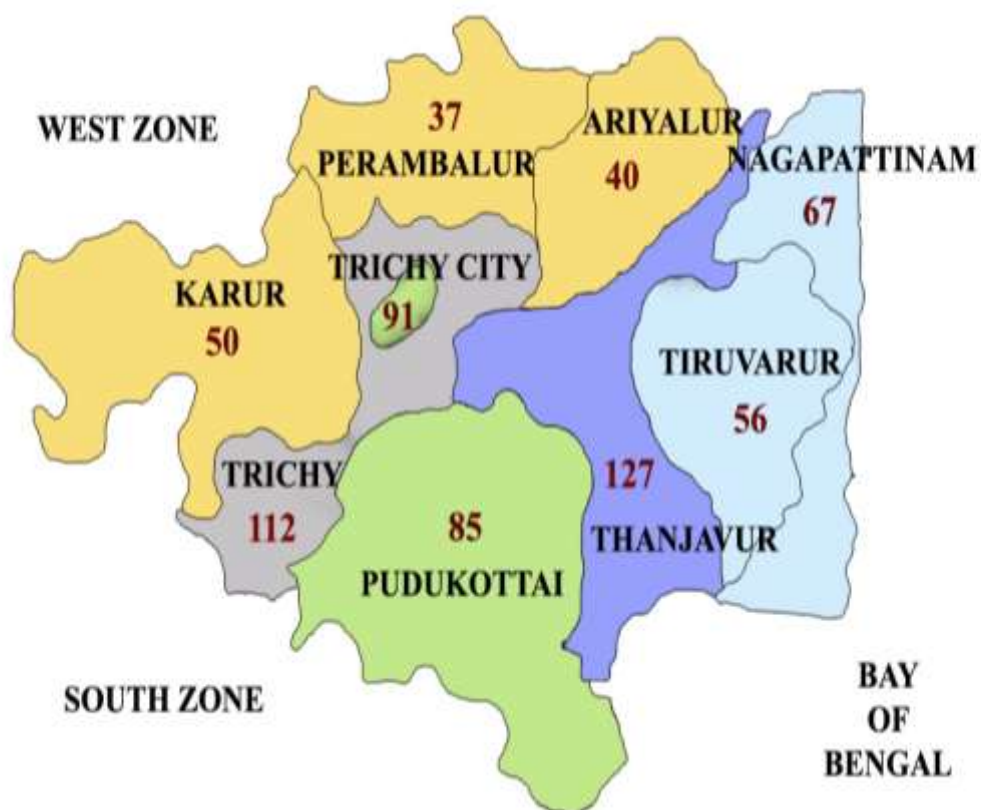 WEST ZONE
37
PERAMBALUR
ARIYALUR
40
NAGAPATTINAM
67
TRICHY CITY
91
KARUR
50
TIRUVARUR
56
TRICHY
112
85
PUDUKOTTAI
127
THANJAVUR
SOUTH ZONE
BAY
OF
BENGAL